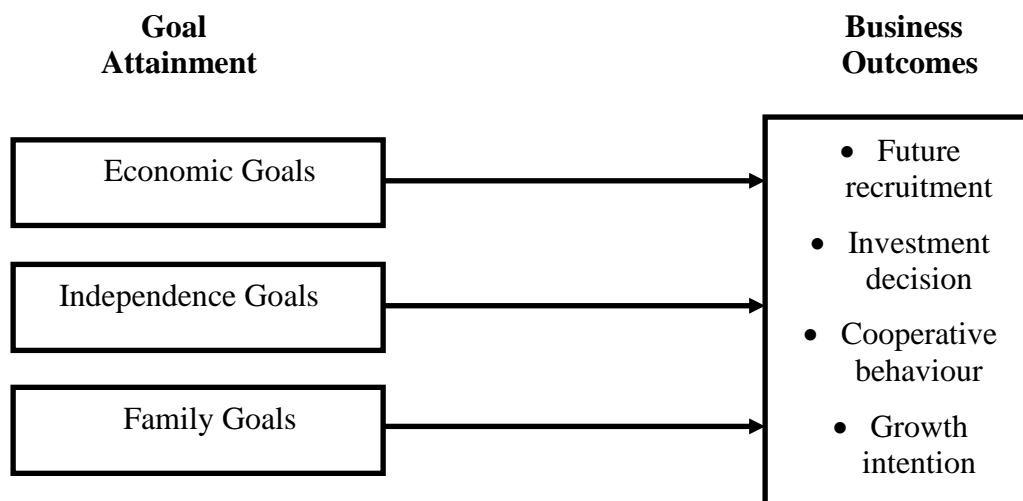 Goal
Attainment
Business
Outcomes
Economic Goals
Independence Goals
Family Goals
• Future
recruitment
• Investment
decision
• Cooperative
behaviour
• Growth
intention